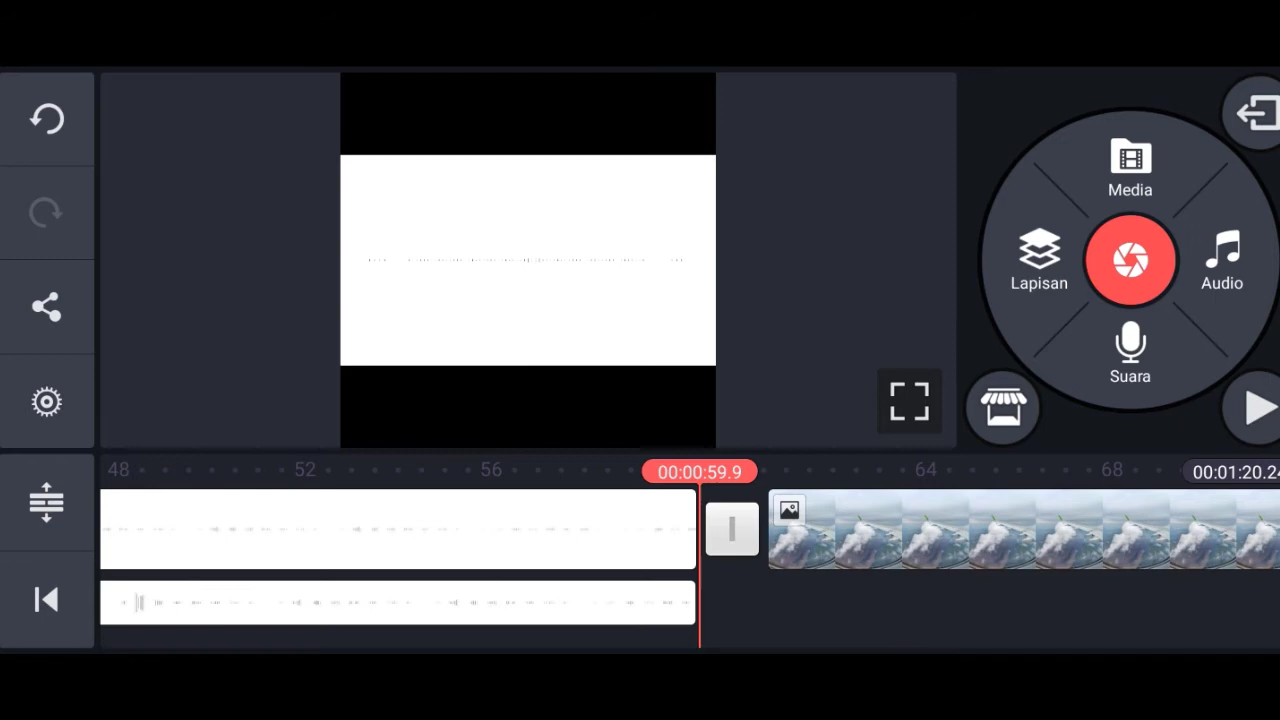 Media
Lapisan
Audio
Suara
48
52
56
00:00:59.9
64
68
00:01:20.24